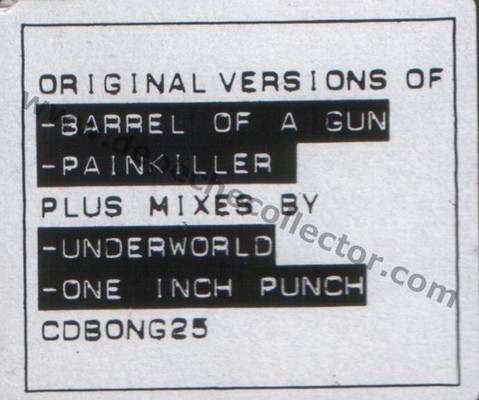 ORIGINAL VERSIONS OF
-BARREL OF A GUN
-PAINKILLER
PLUS MIXES BY
-UNDERWORLD
-ONE INCH PUNCH
CDBONG25
www.depechecollector.com